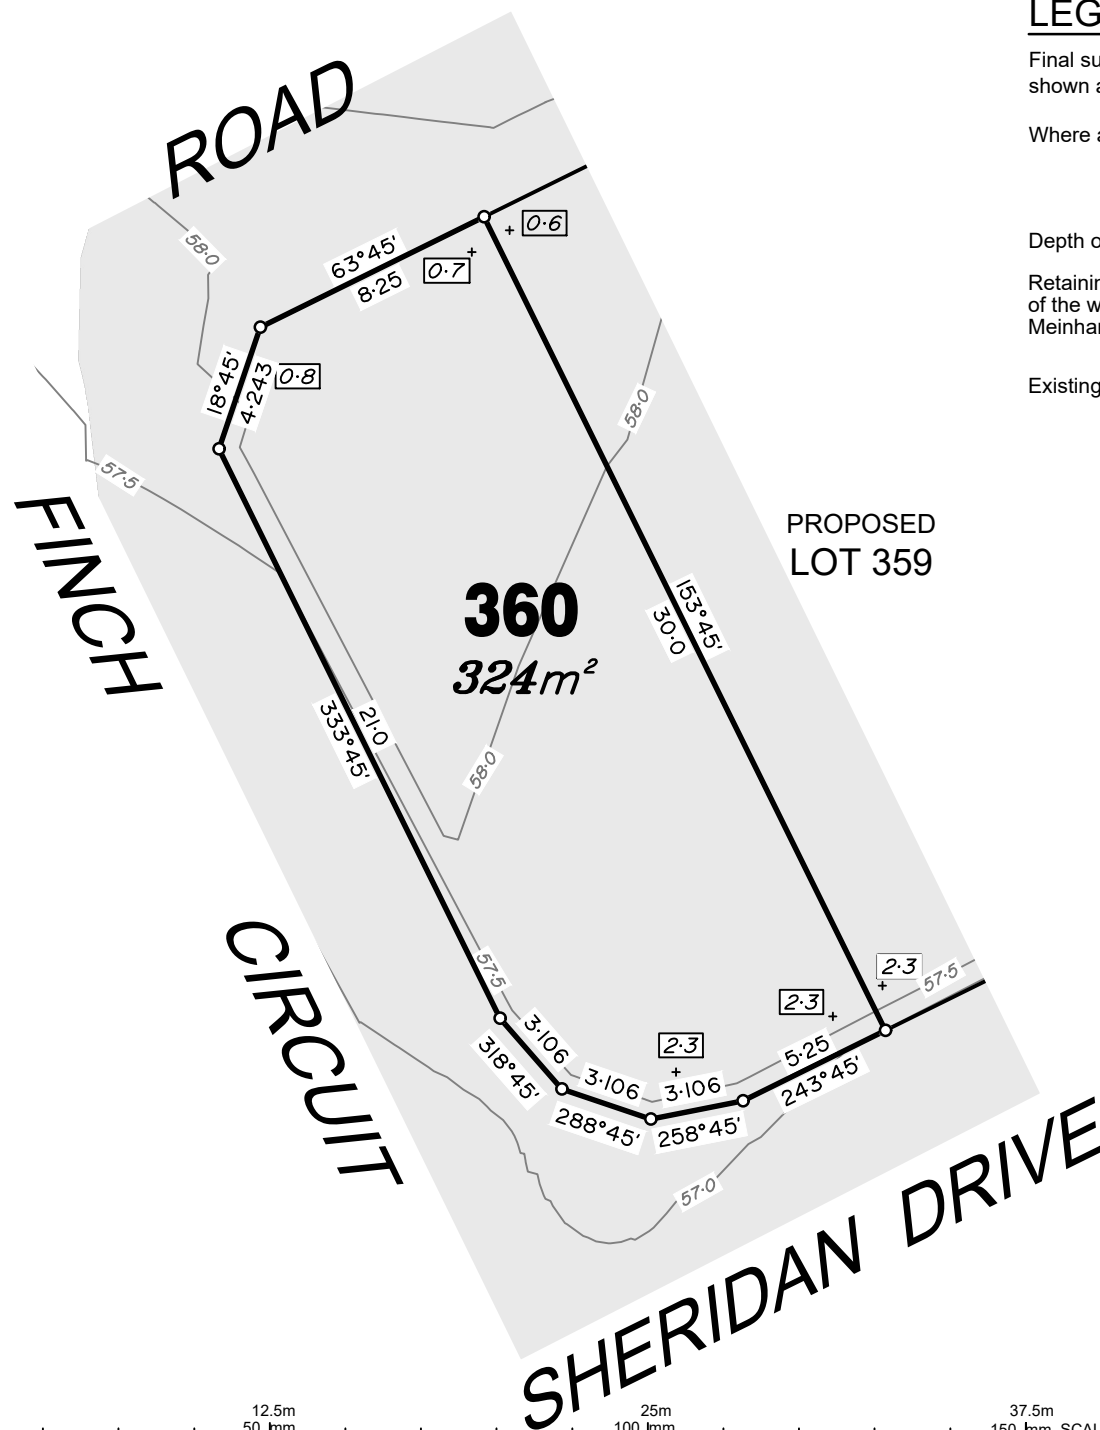 LEG
Final su
shown a
Where a
Depth o
Retainin
of the w
Meinhar
Existing
ROAD
58·0
63°45'
8·25
0·6
0·7
18°45'
4·243
0·8
58·0
57·5
FINCH
PROPOSED
LOT 359
360
324m²
153°45'
30·0
333°45'
21·0
58·0
CIRCUIT
57·5
2·3
57·5
2·3
2·3
3·106
318°45'
3·106
288°45'
3·106
258°45'
5·25
243°45'
57·0
SHERIDAN DRIVE
12.5m
25m
37.5m
50 mm
100 mm
150 mm SCAL